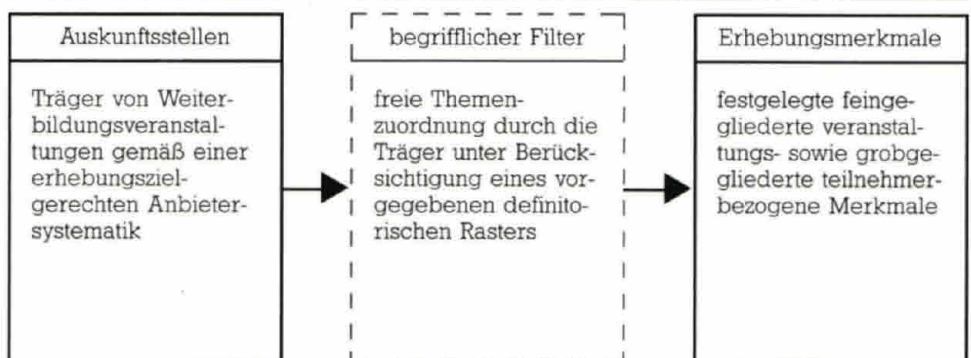 Auskunftsstellen
Träger von Weiter-
bildungsveranstal-
tungen gemäß einer
erhebungsziel-
gerechten Anbieter-
systematik
begrifflicher Filter
freie Themen-
zuordnung durch die
Träger unter Berück-
sichtigung eines vor-
gegebenen definito-
rischen Rasters
Erhebungsmerkmale
festgelegte feinge-
gliederte veranstal-
tungs- sowie grobge-
gliederte teilnehmer-
bezogene Merkmale